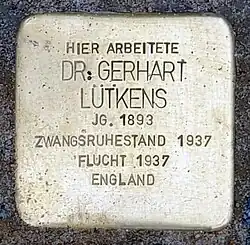 HIER ARBEITETE
DR. GERHART
LÜTKENS
JG. 1893
ZWANGSRUHESTAND 1937
FLUCHT 1937
ENGLAND